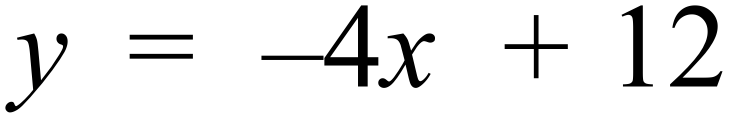 y = –4x + 12